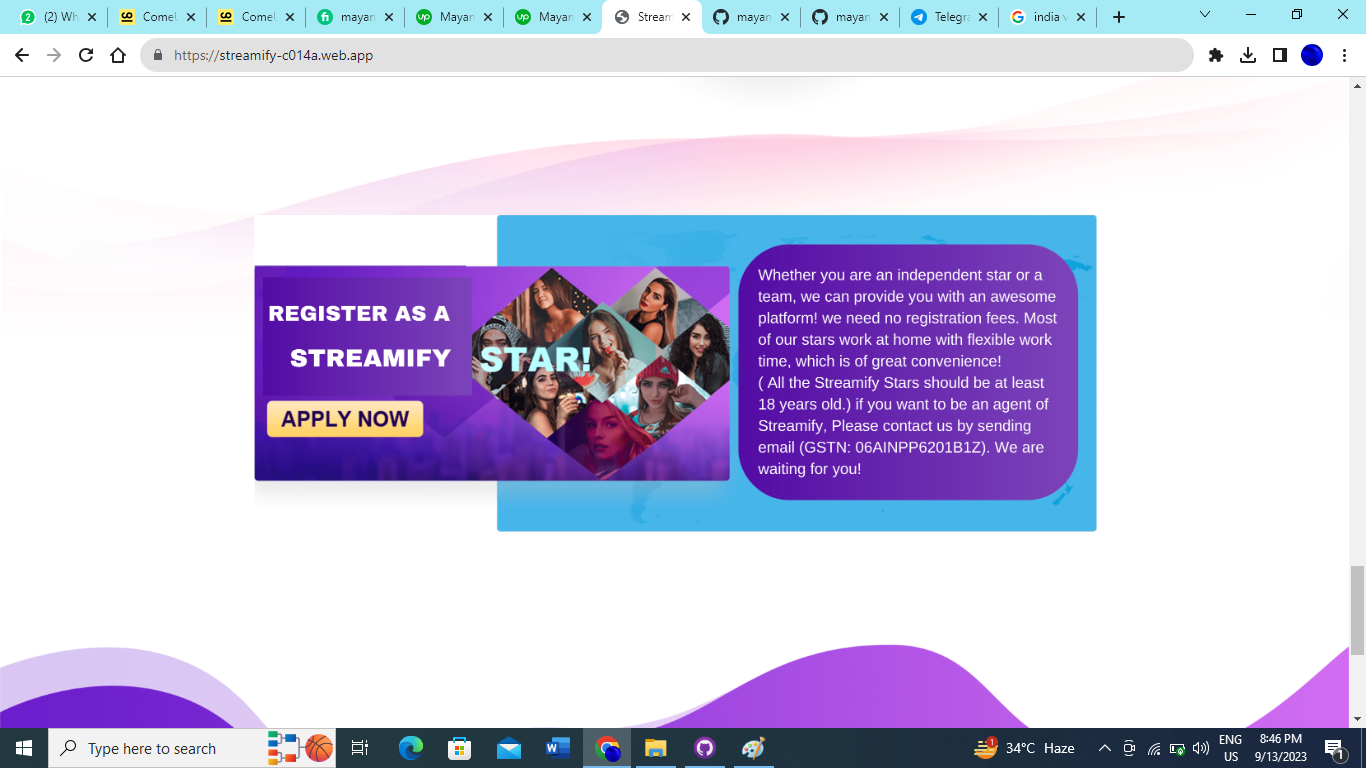 (2) Wh
ComeU
ComeU
mayan
Mayan
Mayan
Stream
mayan
mayan
Telegra
india v
https://streamify-c014a.web.app
REGISTER AS A
STREAMIFY STAR!
APPLY NOW
Whether you are an independent star or a
team, we can provide you with an awesome
platform! we need no registration fees. Most
of our stars work at home with flexible work
time, which is of great convenience!
( All the Streamify Stars should be at least
18 years old.) if you want to be an agent of
Streamify, Please contact us by sending
email (GSTN: 06AINPP6201B1Z). We are
waiting for you!
Type here to search
34°C Haze
ENG
US
8:46 PM
9/13/2023